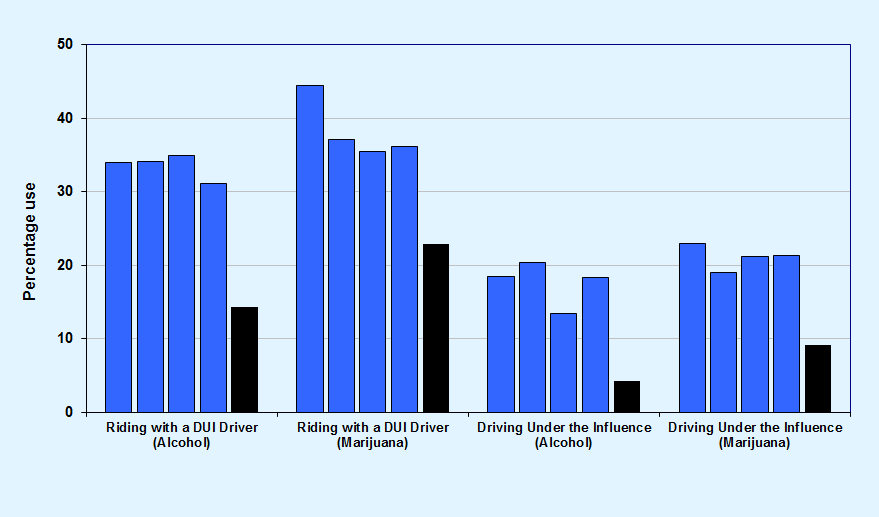 50
40
30
20
10
0
Percentage use
Riding with a DUI Driver
(Alcohol)
Riding with a DUI Driver
(Marijuana)
Driving Under the Influence
(Alcohol)
Driving Under the Influence
(Marijuana)